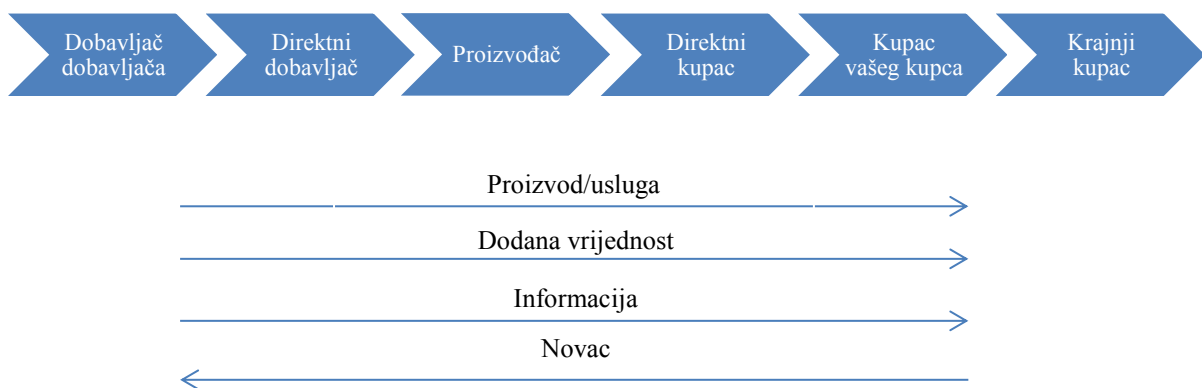 Dobavljač
dobavljača
Direktni
dobavljač
Proizvođač
Direktni
kupac
Kupac
vašeg kupca
Krajnji
kupac
Proizvod/usluga
Dodana vrijednost
Informacija
Novac